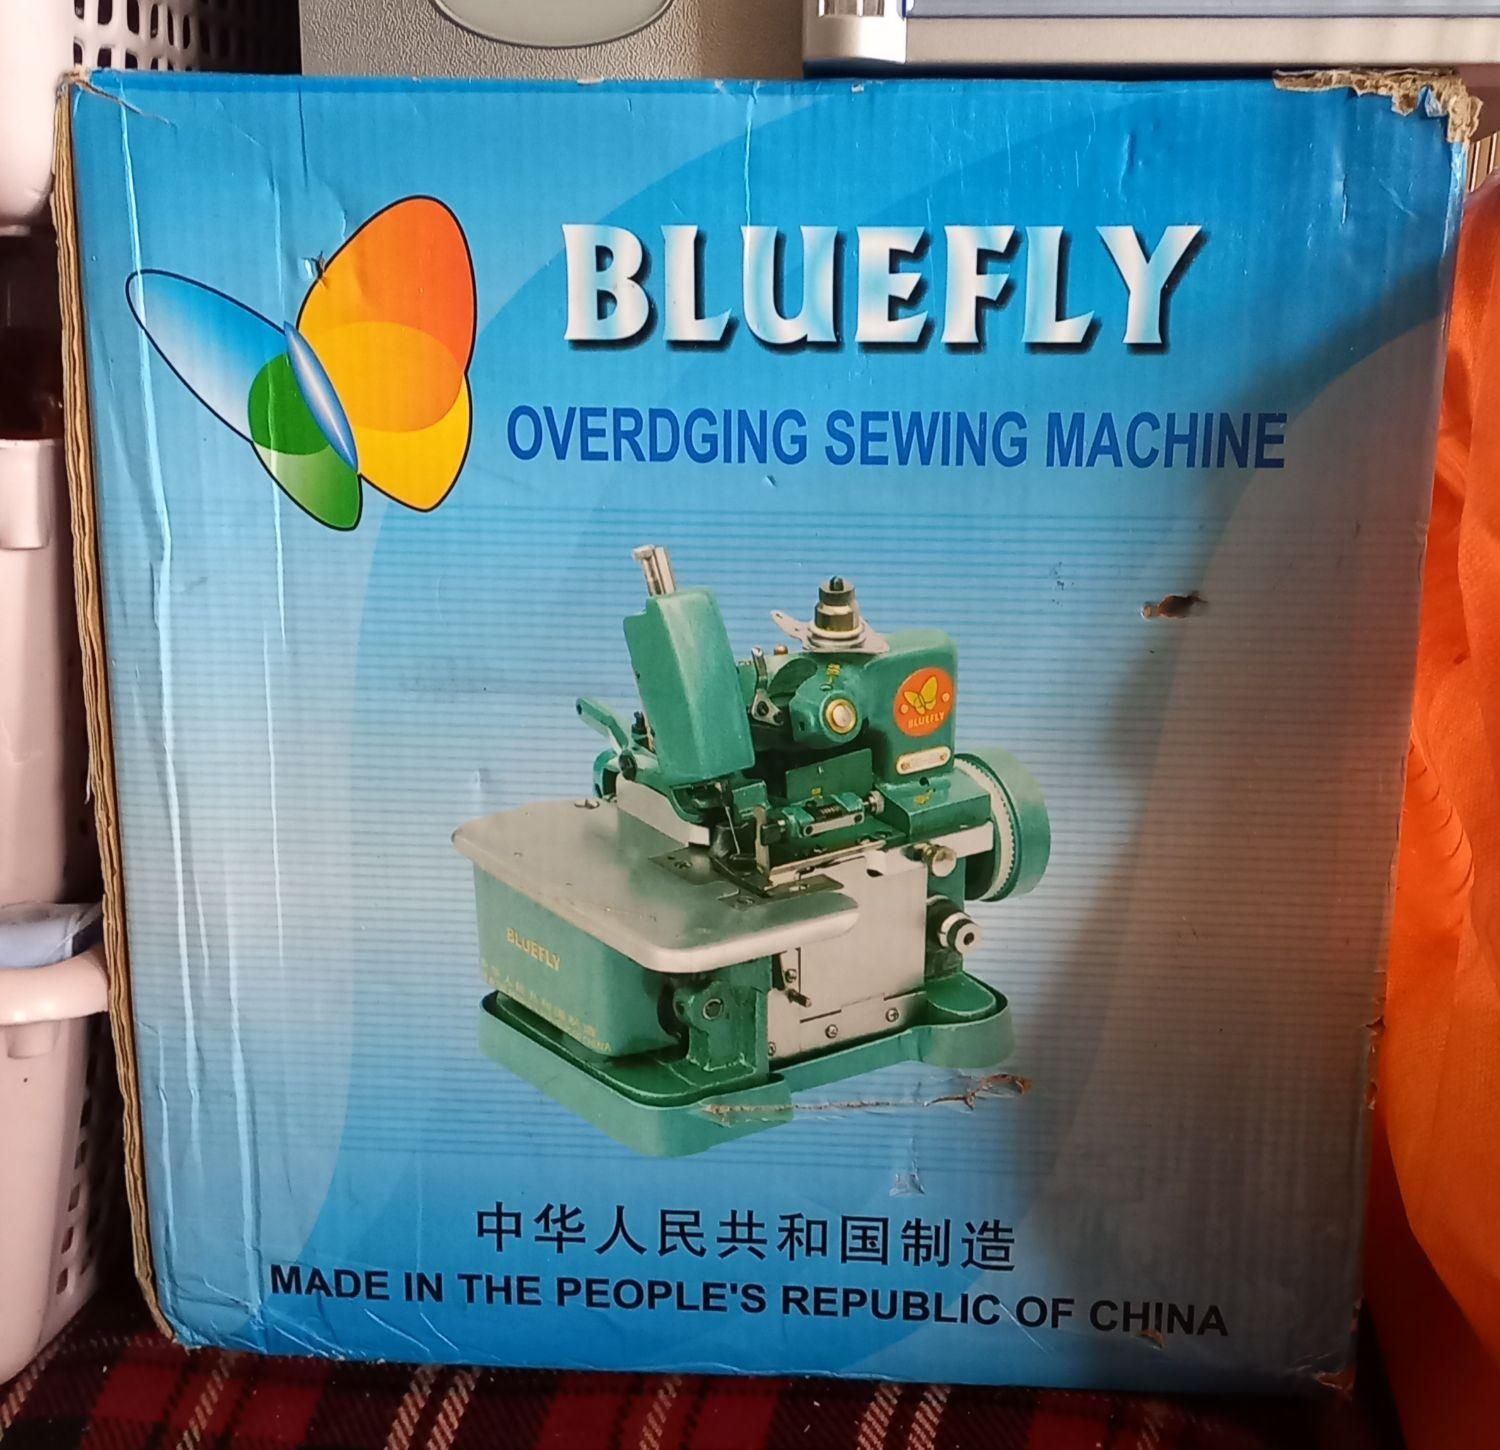 BLUEFLY
OVERDGING SEWING MACHINE
BLUEFLY
BLUEFLY
中华人民共和国制造
MADE IN THE PEOPLE'S REPUBLIC OF CHINA